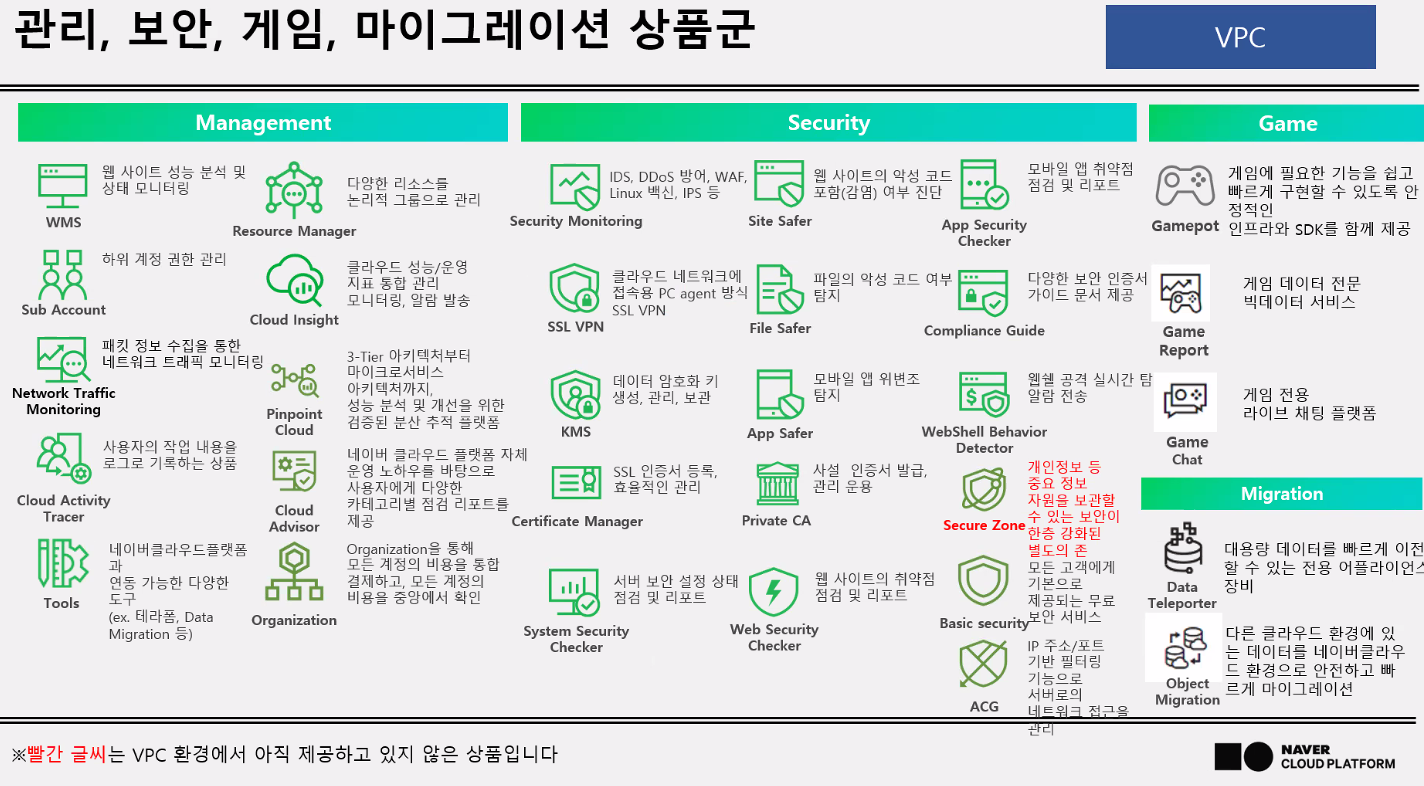 관리, 보안, 게임, 마이그레이션 상품군
VPC
Management
웹 사이트 성능 분석 및
상태 모니터링
WMS
다양한 리소스를
논리적 그룹으로 관리
Resource Manager
하위 계정 권한 관리
Sub Account
클라우드 성능/운영
지표 통합 관리
모니터링, 알람 발송
Cloud Insight
패킷 정보 수집을 통한
네트워크 트래픽 모니터링
Network Traffic
Monitoring
3-Tier 아키텍처부터
마이크로서비스
아키텍처까지,
성능 분석 및 개선을 위한
검증된 분산 추적 플랫폼
Pinpoint
Cloud
사용자의 작업 내용을
로그로 기록하는 상품
Cloud Activity
Tracer
네이버 클라우드 플랫폼 자체
운영 노하우를 바탕으로
사용자에게 다양한
카테고리별 점검 리포트를
제공
Cloud
Advisor
네이버클라우드플랫폼
과
연동 가능한 다양한
도구
(ex. 테라폼, Data
Migration 등)
Tools
Organization을 통해
모든 계정의 비용을 통합
결제하고, 모든 계정의
비용을 중앙에서 확인
Organization
Security
IDS, DDoS 방어, WAF,
Linux 백신, IPS 등
Security Monitoring
웹 사이트의 악성 코드
포함(감염) 여부 진단
Site Safer
모바일 앱 취약점
점검 및 리포트
App Security
Checker
클라우드 네트워크에
접속용 PC agent 방식
SSL VPN
SSL VPN
파일의 악성 코드 여부
탐지
File Safer
다양한 보안 인증서
가이드 문서 제공
Compliance Guide
데이터 암호화 키
생성, 관리, 보관
KMS
모바일 앱 위변조
탐지
App Safer
웹쉘 공격 실시간 탐
알람 전송
WebShell Behavior
Detector
SSL 인증서 등록,
효율적인 관리
Certificate Manager
사설 인증서 발급,
관리 운용
Private CA
개인정보 등
중요 정보
자원을 보관할
수 있는 보안이
한층 강화된
별도의 존
Secure Zone
서버 보안 설정 상태
점검 및 리포트
System Security
Checker
웹 사이트의 취약점
점검 및 리포트
Web Security
Checker
모든 고객에게
기본으로
제공되는 무료
보안 서비스
Basic security
IP 주소/포트
기반 필터링
기능으로
서버로의
네트워크 접근을
관리
ACG
Game
게임에 필요한 기능을 쉽고
빠르게 구현할 수 있도록 안
정적인
인프라와 SDK를 함께 제공
Gamepot
게임 데이터 전문
빅데이터 서비스
Game
Report
게임 전용
라이브 채팅 플랫폼
Game
Chat
Migration
대용량 데이터를 빠르게 이전
할 수 있는 전용 어플라이언스
장비
Data
Teleporter
다른 클라우드 환경에 있
는 데이터를 네이버클라우
드 환경으로 안전하고 빠
르게 마이그레이션
Object
Migration
※빨간 글씨는 VPC 환경에서 아직 제공하고 있지 않은 상품입니다
NAVER
CLOUD PLATFORM